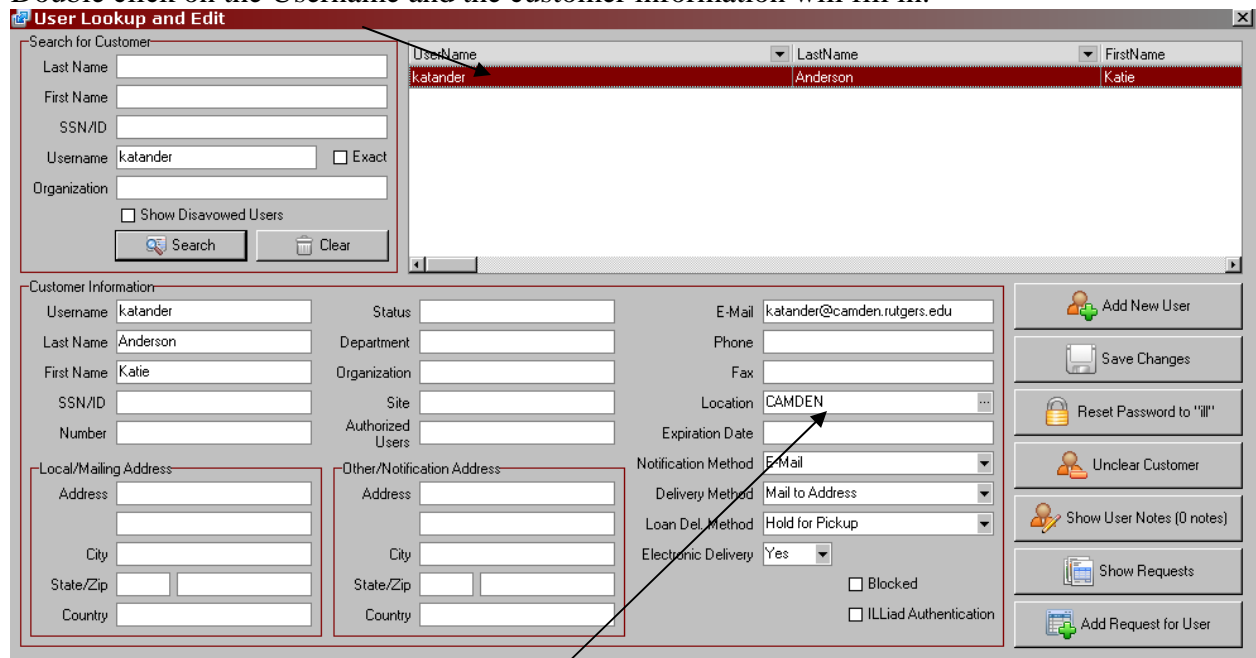 Double click on the Username and the customer information will fill in.
User Lookup and Edit
Search for Customer
Last Name
First Name
SSN/ID
Username katander Exact
Organization
Show Disavowed Users
Search Clear
UserName LastName FirstName
katander Anderson Katie
Customer Information
Username katander
Last Name Anderson
First Name Katie
SSN/ID
Number
Status
Department
Organization
Site
Authorized
Users
E-Mail katander@camden.rutgers.edu
Phone
Fax
Location CAMDEN ...
Expiration Date
Notification Method E-Mail
Delivery Method Mail to Address
Loan Del. Method Hold for Pickup
Electronic Delivery Yes
Blocked
ILLiad Authentication
Local/Mailing Address
Address
City
State/Zip
Country
Other/Notification Address
Address
City
State/Zip
Country
Add New User
Save Changes
Reset Password to "ill"
Unclear Customer
Show User Notes (0 notes)
Show Requests
Add Request for User